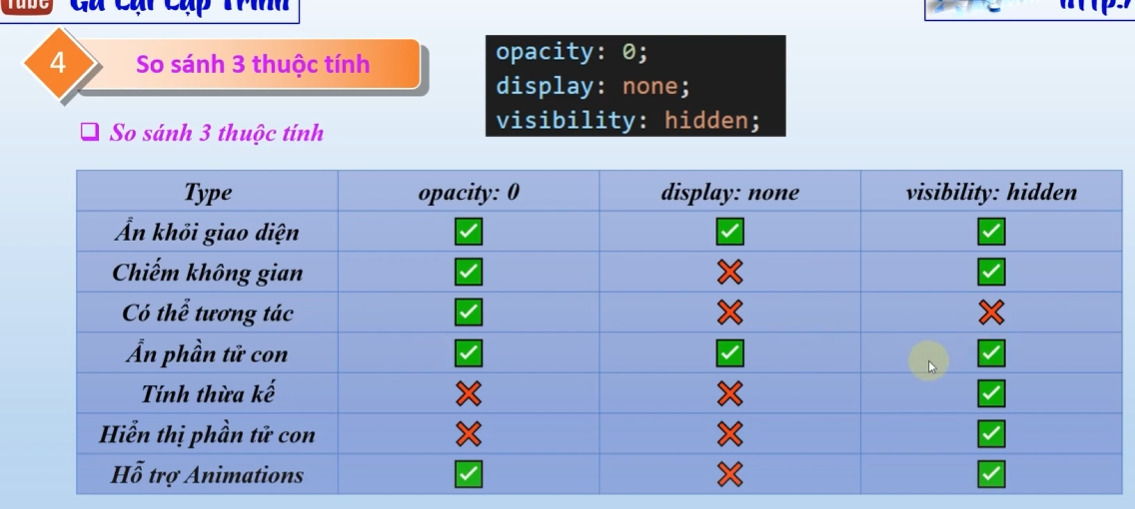 Tube Gà Lại Lập Trình
http:/
4 So sánh 3 thuộc tính
opacity: 0;
display: none;
visibility: hidden;
So sánh 3 thuộc tính
Type opacity: 0 display: none visibility: hidden
Ẩn khỏi giao diện
Chiếm không gian
Có thể tương tác
Ẩn phần tử con
Tính thừa kế
Hiển thị phần tử con
Hỗ trợ Animations